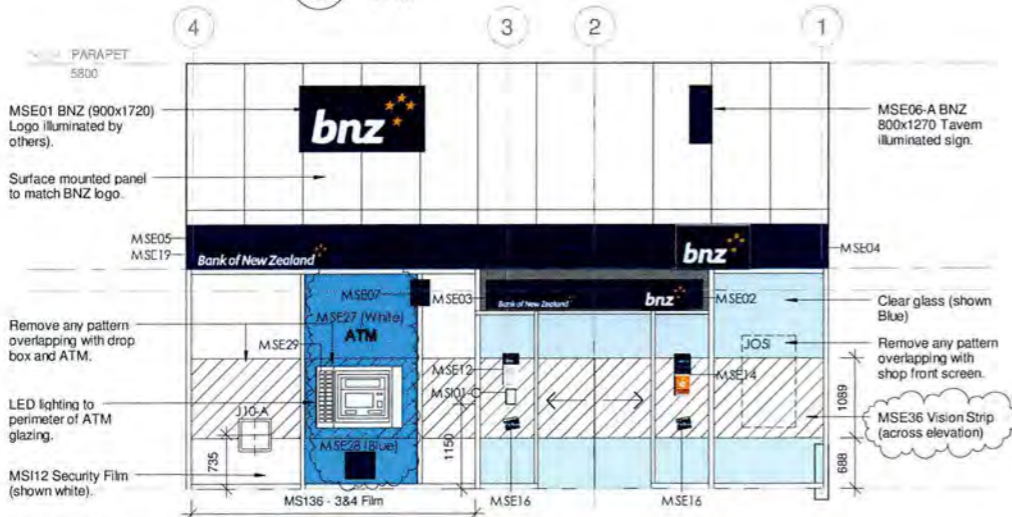 4
3
2
1
PARAPET
5800
MSE01 BNZ (900x1720)
Logo illuminated by
others).
bnz
MSE06-A BNZ
800x1270 Tavern
illuminated sign.
Surface mounted panel
to match BNZ logo.
MSE05
MSE19
Bank of New Zealand
bnz
MSE04
MSE07
MSE03
Bank of New Zealand
bnz
MSE02
Clear glass (shown
Blue)
MSE27 (White)
ATM
Remove any pattern
overlapping with drop
box and ATM.
MSE29
JOSI
Remove any pattern
overlapping with
shop front screen.
MSE12
MSE14
MSI01
1089
LED lighting to
perimeter of ATM
glazing.
J10-A
MSE36 Vision Strip
(across elevation)
MSE28 (Blue)
735
1150
688
MSI12 Security Film
(shown white).
MS136 - 3&4 Film
MSE16
MSE16